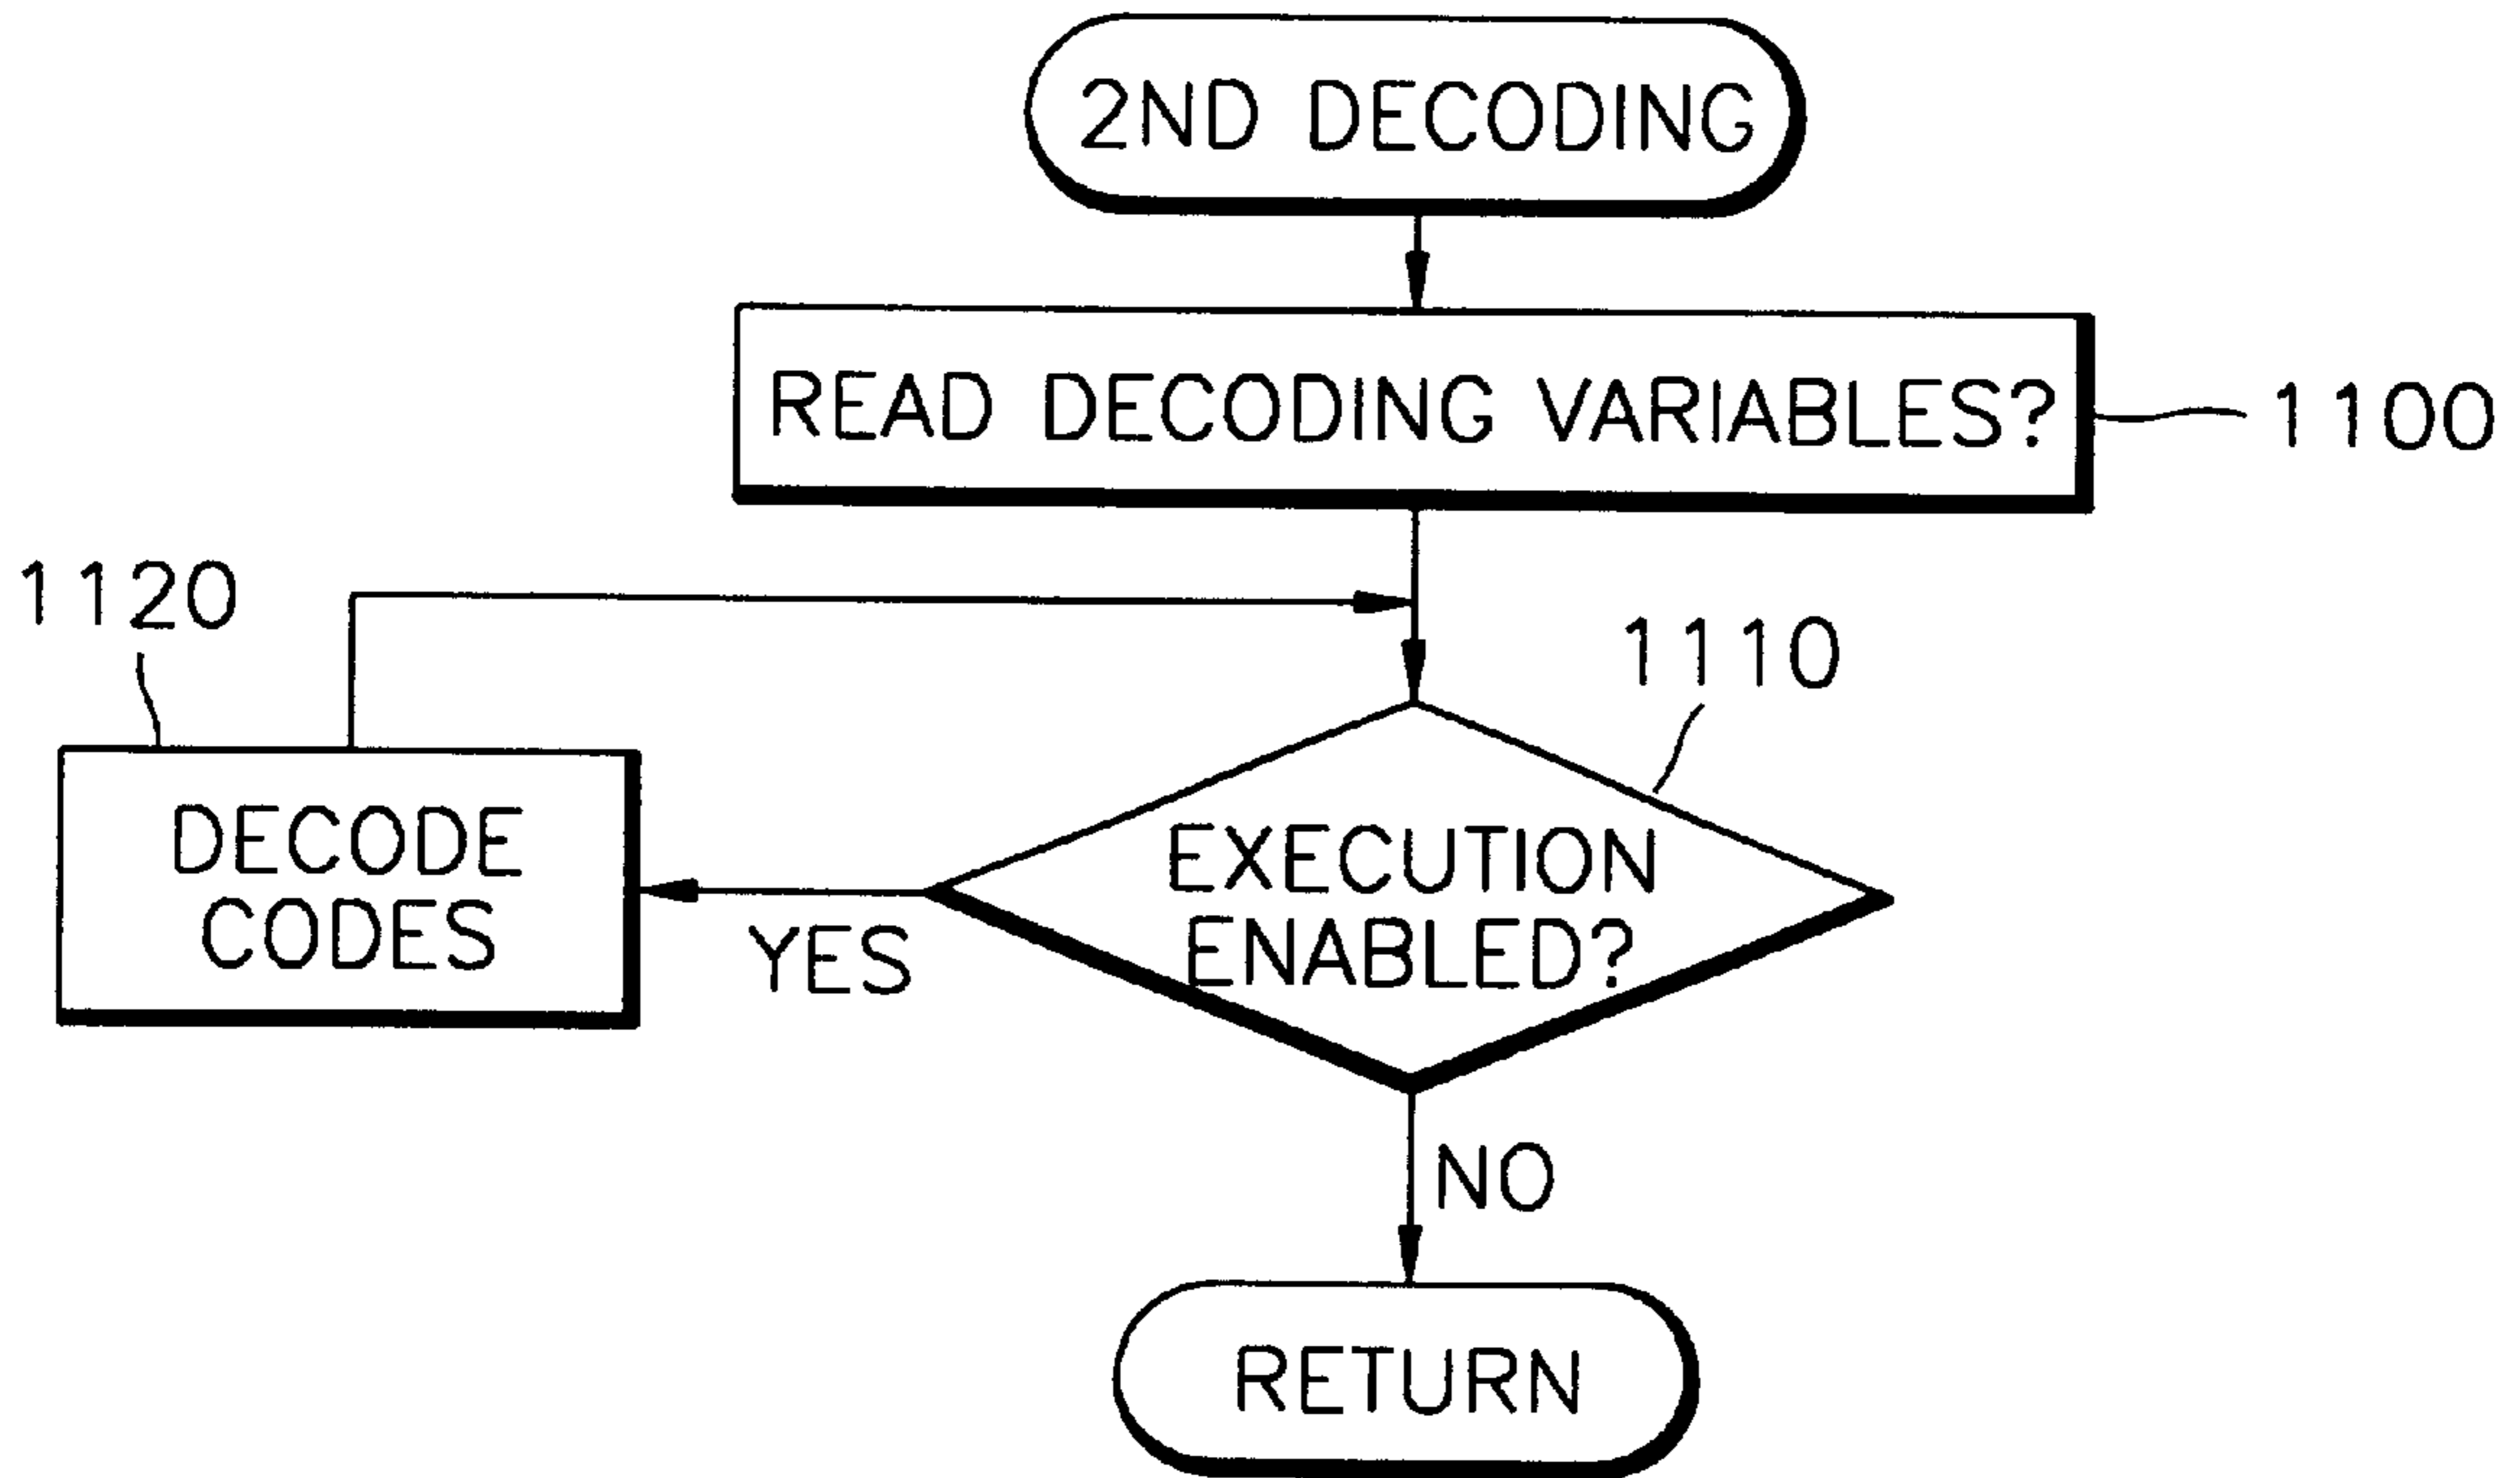 2ND DECODING
READ DECODING VARIABLES?
1100
1120
1110
DECODE
CODES
YES
EXECUTION
ENABLED?
NO
RETURN